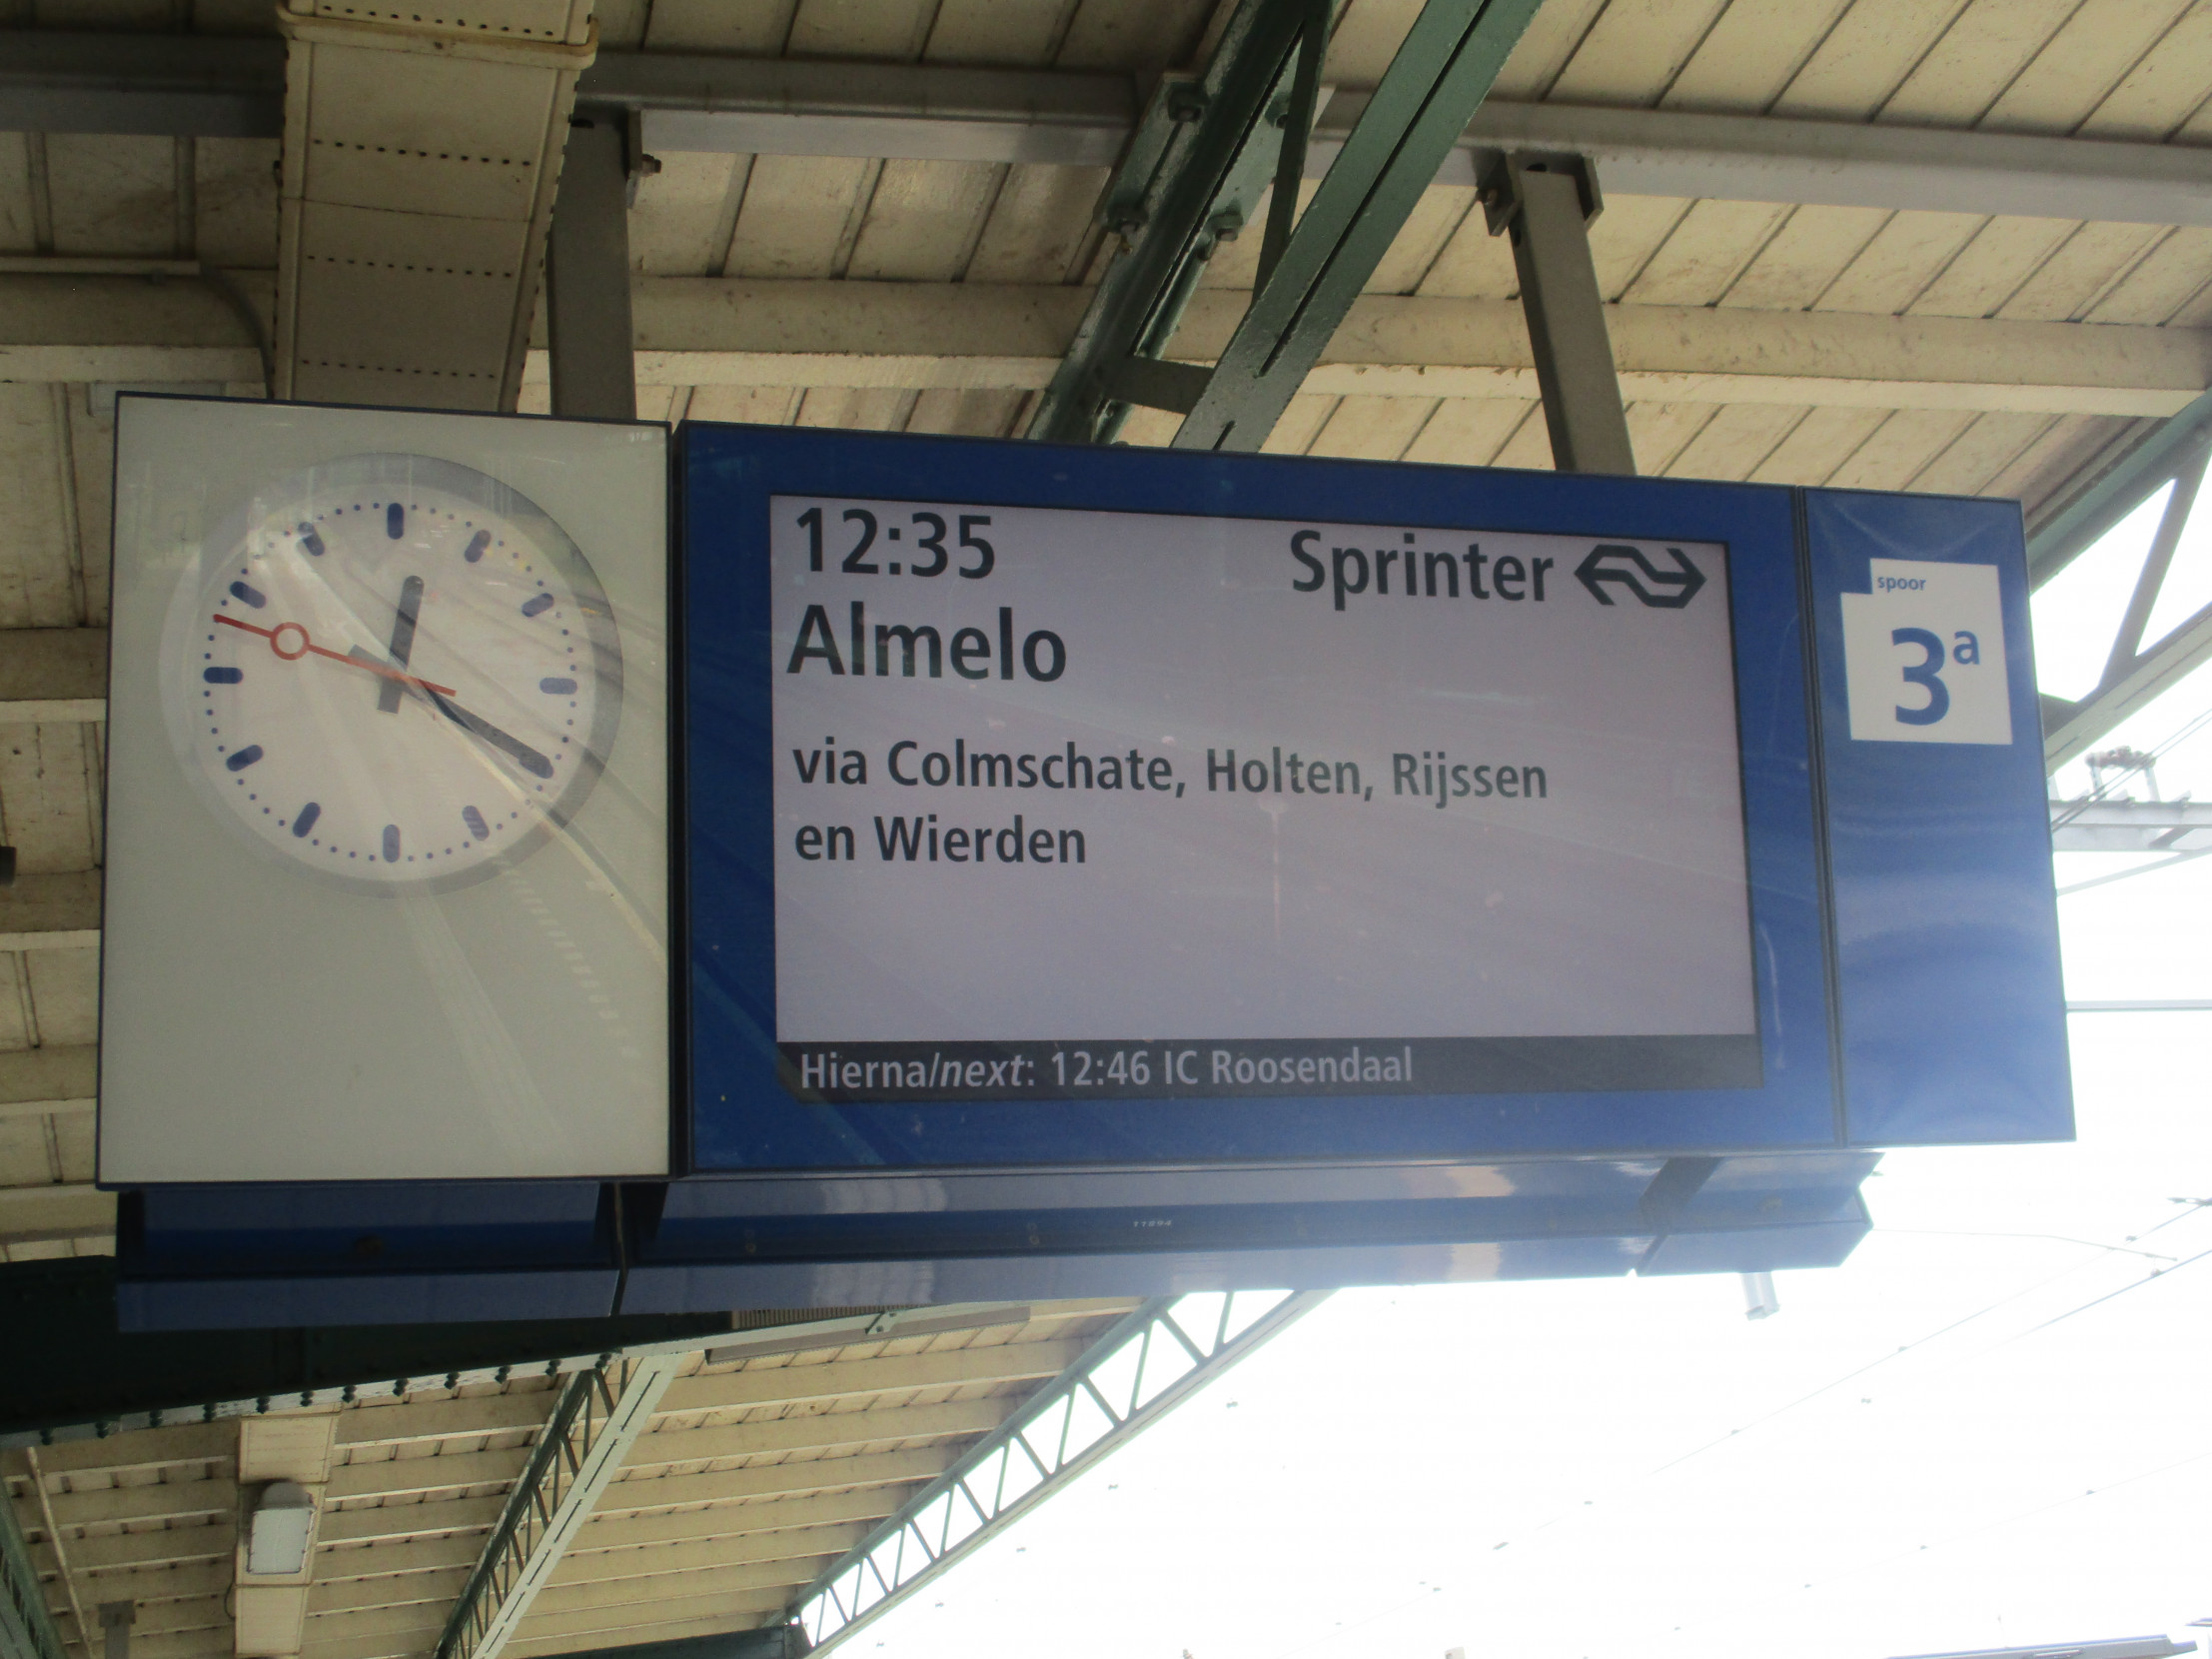 12:35
Sprinter
Almelo
via Colmschate, Holten, Rijssen
en Wierden
Hierna/next: 12:46 IC Roosendaal
spoor
3a